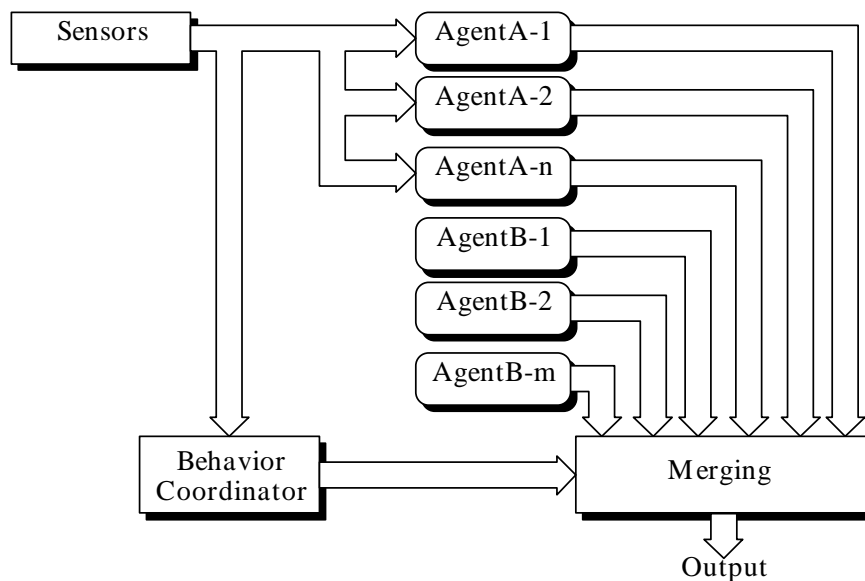 Sensors
AgentA-1
AgentA-2
AgentA-n
AgentB-1
AgentB-2
AgentB-m
Behavior
Coordinator
Merging
Output